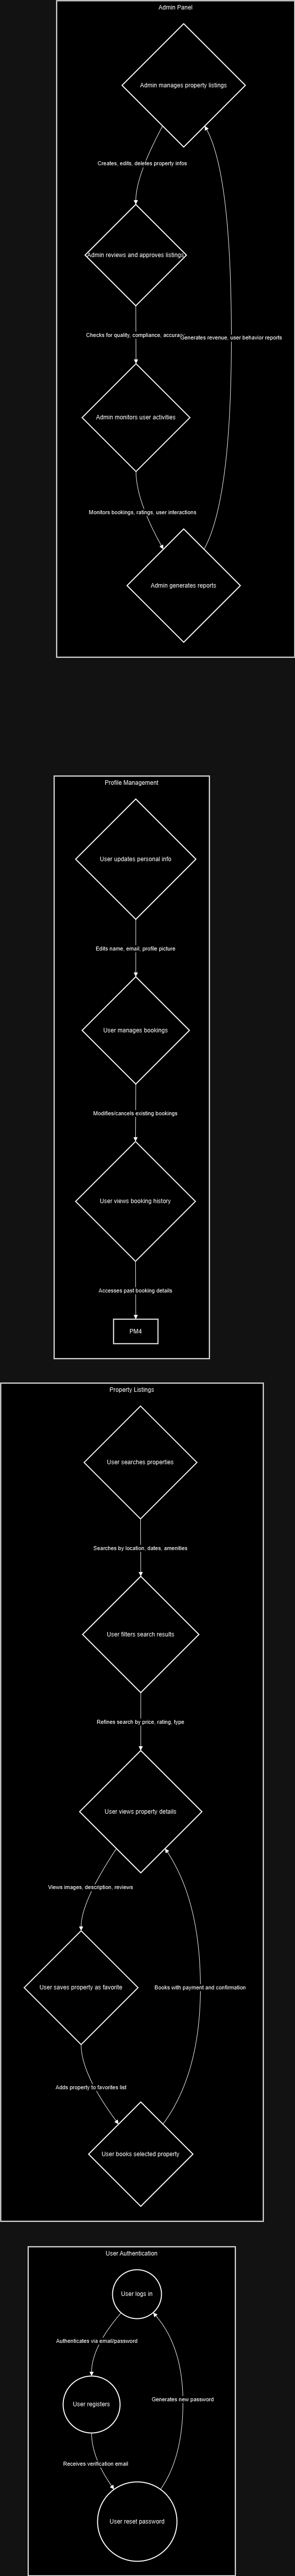 Admin Panel
Admin manages property listings
Creates, edits, deletes property infos
Admin reviews and approves listings
Checks for quality, compliance, accuracy
Generates revenue, user behavior reports
Admin monitors user activities
Monitors bookings, ratings, user interactions
Admin generates reports
Profile Management
User updates personal info
Edits name, email, profile picture
User manages bookings
Modifies/cancels existing bookings
User views booking history
Accesses past booking details
PM4
Property Listings
User searches properties
Searches by location, dates, amenities
User filters search results
Refines search by price, rating, type
User views property details
Views images, description, reviews
User saves property as favorite
Books with payment and confirmation
Adds property to favorites list
User books selected property
User Authentication
User logs in
Authenticates via email/password
Generates new password
User registers
Receives verification email
User reset password